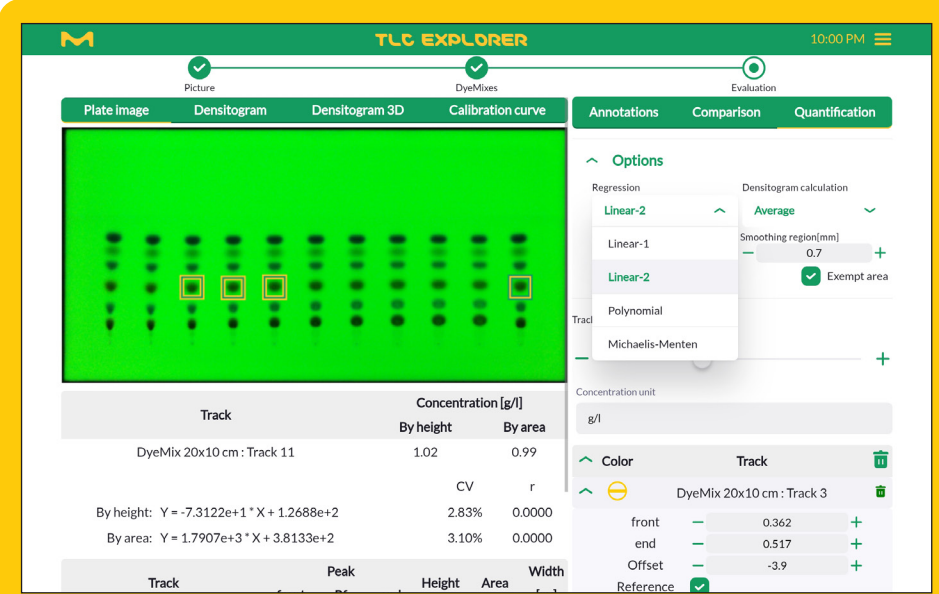 TLC EXPLORER
10:00 PM
Picture
DyeMixes
Evaluation
Plate image
Densitogram
Densitogram 3D
Calibration curve
Annotations
Comparison
Quantification
Options
Regression
Densitogram calculation
Linear-2
Average
Linear-1
Smoothing region[mm]
0.7
Linear-2
Exempt area
Polynomial
Michaelis-Menten
Concentration unit
g/l
Track
Concentration [g/l]
By height
By area
DyeMix 20x10 cm : Track 11
1.02
0.99
CV
r
By height: Y = -7.3122e+1 * X + 1.2688e+2
2.83%
0.0000
By area: Y = 1.7907e+3 * X + 3.8133e+2
3.10%
0.0000
Track
Peak
Height
Area
Width
Color
Track
DyeMix 20x10 cm : Track 3
front
0.362
end
0.517
Offset
-3.9
Reference